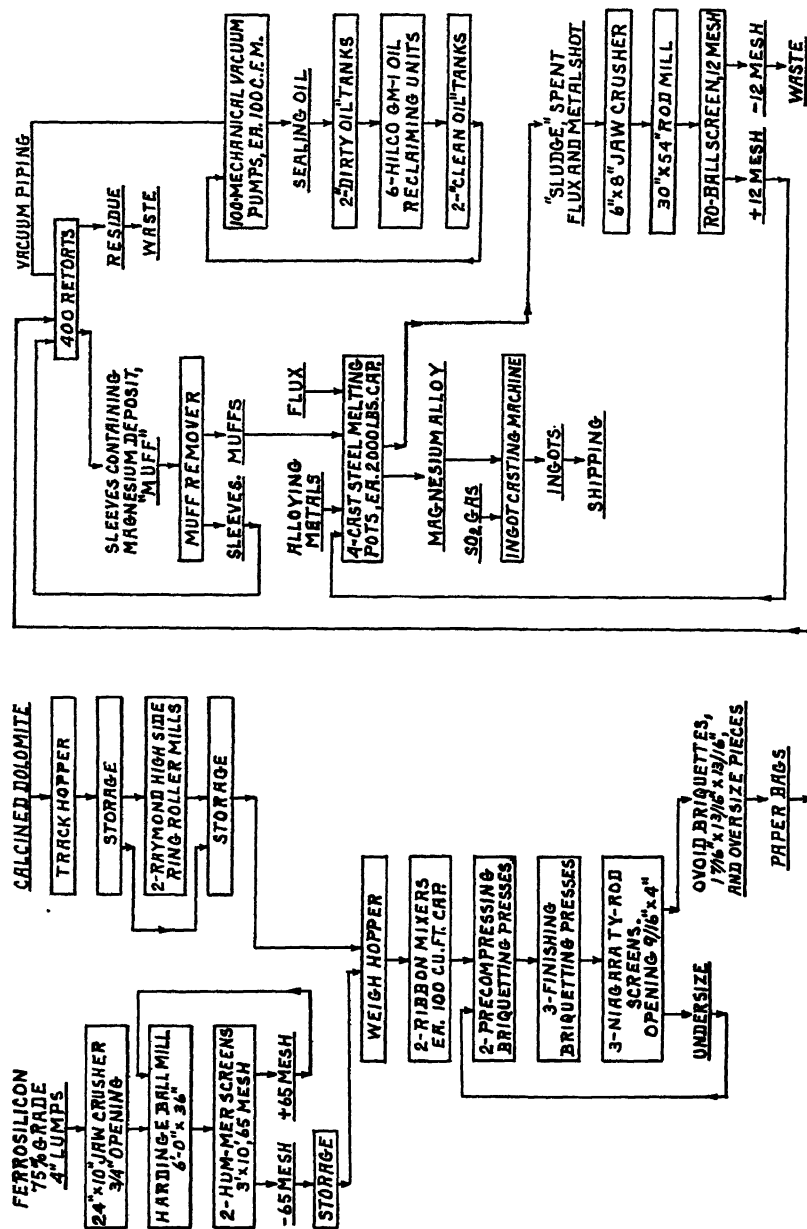 FERROSILICON
75% GRADE
4" LUMPS
24"X10" JAW CRUSHER
3/4" OPENING
HARDINGE BALL MILL
6'-0" X 36"
2-HUM-MER SCREENS
3'X10', 65 MESH
-65 MESH
+65 MESH
STORAGE
CALCINED DOLOMITE
TRACK HOPPER
STORAGE
2-RAYMOND HIGH SIDE
RING ROLLER MILLS
STORAGE
WEIGH HOPPER
2-RIBBON MIXERS
EA. 100 CU. FT. CAP.
2-PRECOMPRESSING
BRIQUETTING PRESSES
3-FINISHING
BRIQUETTING PRESSES
3-NIAGARA TY-ROD
SCREENS.
OPENING 9/16" X 4"
UNDERSIZE
OVOID BRIQUETTES,
1 7/16" X 13/16" X 13/16",
AND OVERSIZE PIECES
PAPER BAGS
VACUUM PIPING
400 RETORTS
RESIDUE
WASTE
SLEEVES CONTAINING
MAGNESIUM DEPOSIT,
"MUFF"
MUFF REMOVER
SLEEVES.
MUFFS
100-MECHANICAL VACUUM
PUMPS, EA. 100 C.F.M.
SEALING OIL
2-"DIRTY OIL" TANKS
6-HILCO GM-1 OIL
RECLAIMING UNITS
2-"CLEAN OIL" TANKS
ALLOYING
METALS
FLUX
4-CAST STEEL MELTING
POTS, EA. 2000 LBS. CAP.
MAGNESIUM ALLOY
SO2 GAS
INGOT CASTING MACHINE
INGOTS
SHIPPING
"SLUDGE," SPENT
FLUX AND METAL SHOT
6"X8" JAW CRUSHER
30"X54" ROD MILL
RO-BALL SCREEN, 12 MESH
+12 MESH
-12 MESH
WASTE